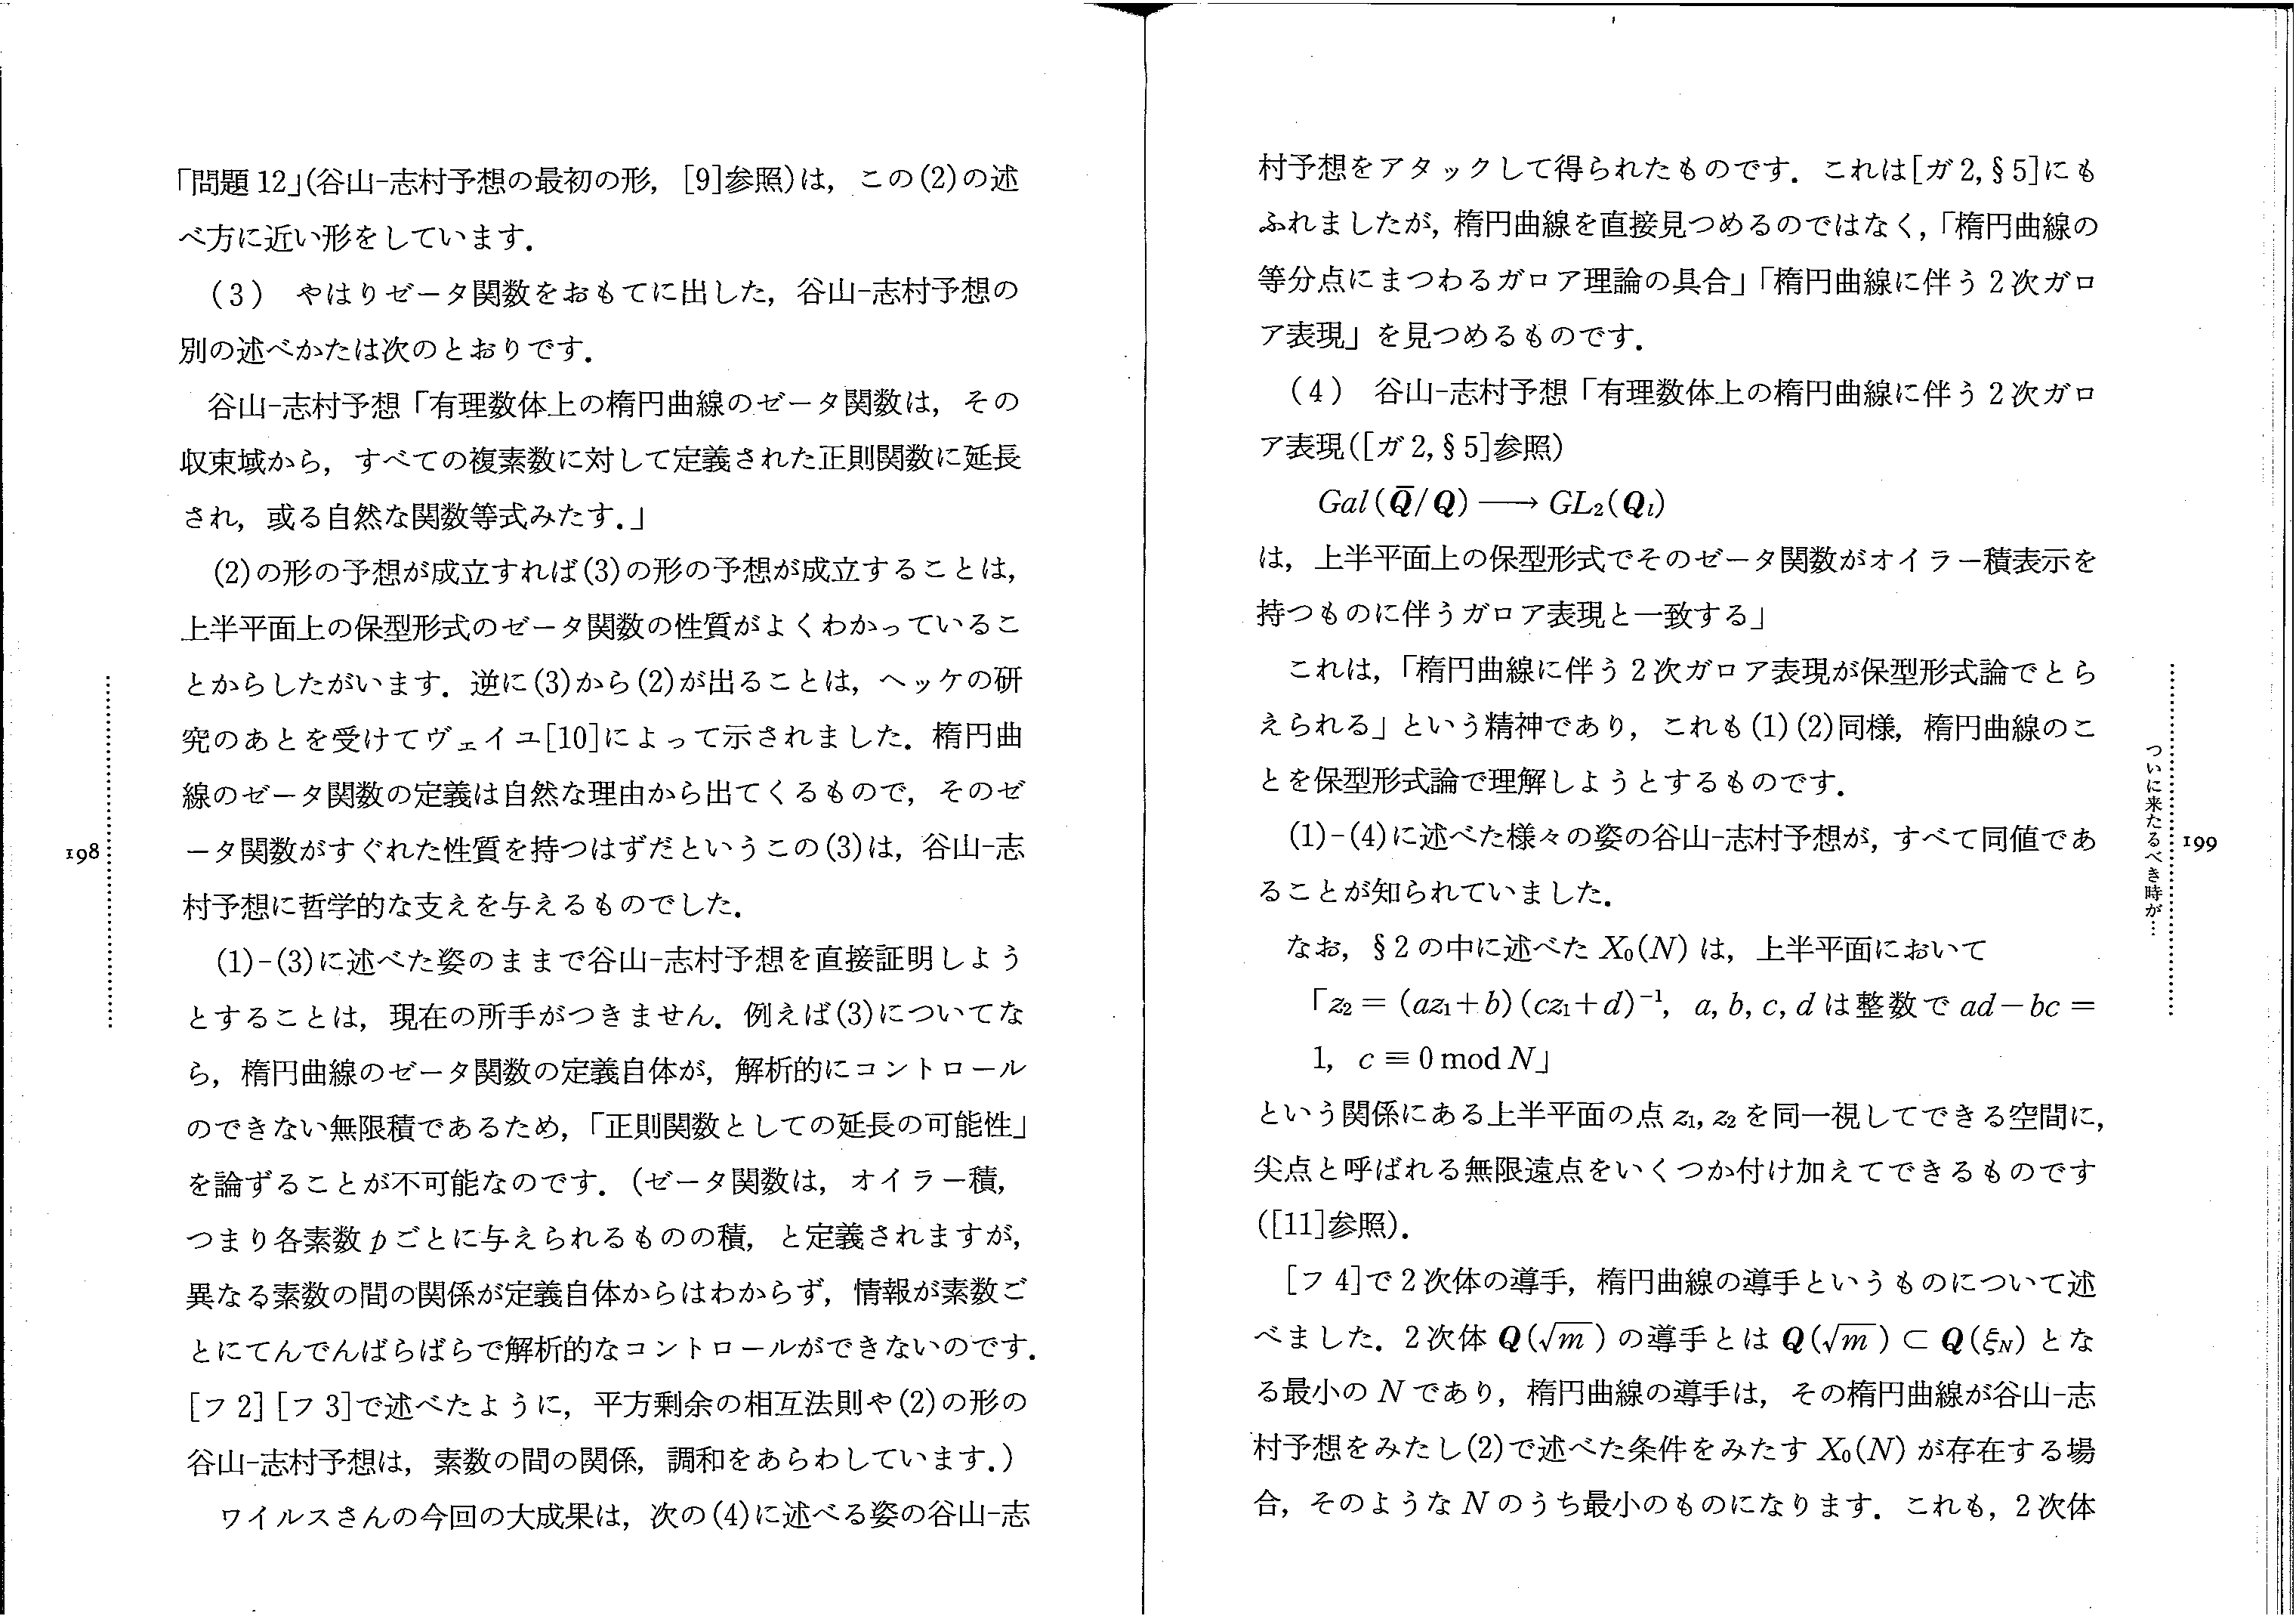 「問題12」(谷山-志村予想の最初の形, [9]参照)は, この(2)の述
べ方に近い形をしています.
(3) やはりゼータ関数をおもてに出した, 谷山-志村予想の
別の述べかたは次のとおりです.
谷山-志村予想「有理数体上の楕円曲線のゼータ関数は, その
収束域から, すべての複素数に対して定義された正則関数に延長
され, 或る自然な関数等式みたす.」
(2)の形の予想が成立すれば(3)の形の予想が成立することは,
上半平面上の保型形式のゼータ関数の性質がよくわかっているこ
とからしたがいます. 逆に(3)から(2)が出ることは, ヘッケの研
究のあとを受けてヴェイユ[10]によって示されました. 楕円曲
線のゼータ関数の定義は自然な理由から出てくるもので, そのゼ
ータ関数がすぐれた性質を持つはずだというこの(3)は, 谷山-志
村予想に哲学的な支えを与えるものでした.
(1)-(3)に述べた姿のままで谷山-志村予想を直接証明しよう
とすることは, 現在の所手がつきません. 例えば(3)についてな
ら, 楕円曲線のゼータ関数の定義自体が, 解析的にコントロール
のできない無限積であるため,「正則関数としての延長の可能性」
を論ずることが不可能なのです. (ゼータ関数は, オイラー積,
つまり各素数 p ごとに与えられるものの積, と定義されますが,
異なる素数の間の関係が定義自体からはわからず, 情報が素数ご
とにてんでんばらばらで解析的なコントロールができないのです.
[フ2] [フ3]で述べたように, 平方剰余の相互法則や(2)の形の
谷山-志村予想は, 素数の間の関係, 調和をあらわしています.)
ワイルスさんの今回の大成果は, 次の(4)に述べる姿の谷山-志
198
村予想をアタックして得られたものです. これは[ガ2, §5]にも
ふれましたが, 楕円曲線を直接見つめるのではなく,「楕円曲線の
等分点にまつわるガロア理論の具合」「楕円曲線に伴う2次ガロ
ア表現」を見つめるものです.
(4) 谷山-志村予想「有理数体上の楕円曲線に伴う2次ガロ
ア表現([ガ2, §5]参照)
Gal(Q̄/Q) ⟶ GL₂(Qₗ)
は, 上半平面上の保型形式でそのゼータ関数がオイラー積表示を
持つものに伴うガロア表現と一致する」
これは,「楕円曲線に伴う2次ガロア表現が保型形式論でとら
えられる」という精神であり, これも(1)(2)同様, 楕円曲線のこ
とを保型形式論で理解しようとするものです.
(1)-(4)に述べた様々の姿の谷山-志村予想が, すべて同値であ
ることが知られていました.
なお, §2の中に述べた X₀(N) は, 上半平面において
「z₂ = (az₁+b)(cz₁+d)⁻¹, a, b, c, d は整数で ad−bc =
1, c ≡ 0 mod N」
という関係にある上半平面の点 z₁, z₂ を同一視してできる空間に,
尖点と呼ばれる無限遠点をいくつか付け加えてできるものです
([11]参照).
[フ4]で2次体の導手, 楕円曲線の導手というものについて述
べました. 2次体 Q(√m) の導手とは Q(√m) ⊂ Q(ξN) とな
る最小の N であり, 楕円曲線の導手は, その楕円曲線が谷山-志
村予想をみたし(2)で述べた条件をみたす X₀(N) が存在する場
合, そのような N のうち最小のものになります. これも, 2次体
ついに来たるべき時が…
199